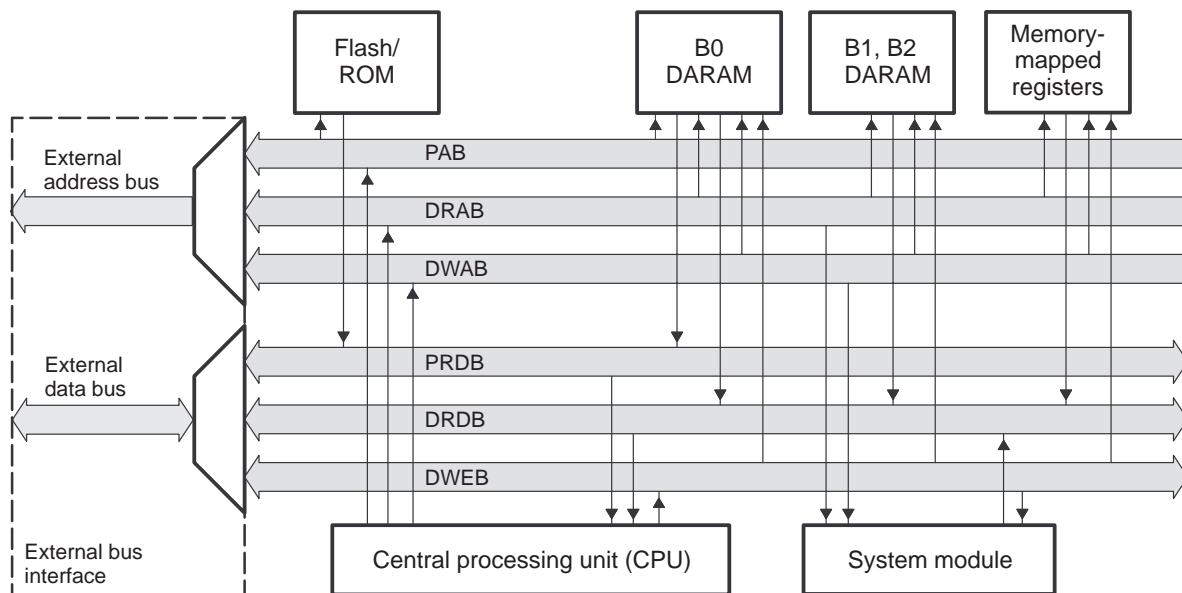 Flash/
ROM
B0
DARAM
B1, B2
DARAM
Memory-
mapped
registers
External
address bus
PAB
DRAB
DWAB
External
data bus
PRDB
DRDB
DWEB
External bus
interface
Central processing unit (CPU)
System module